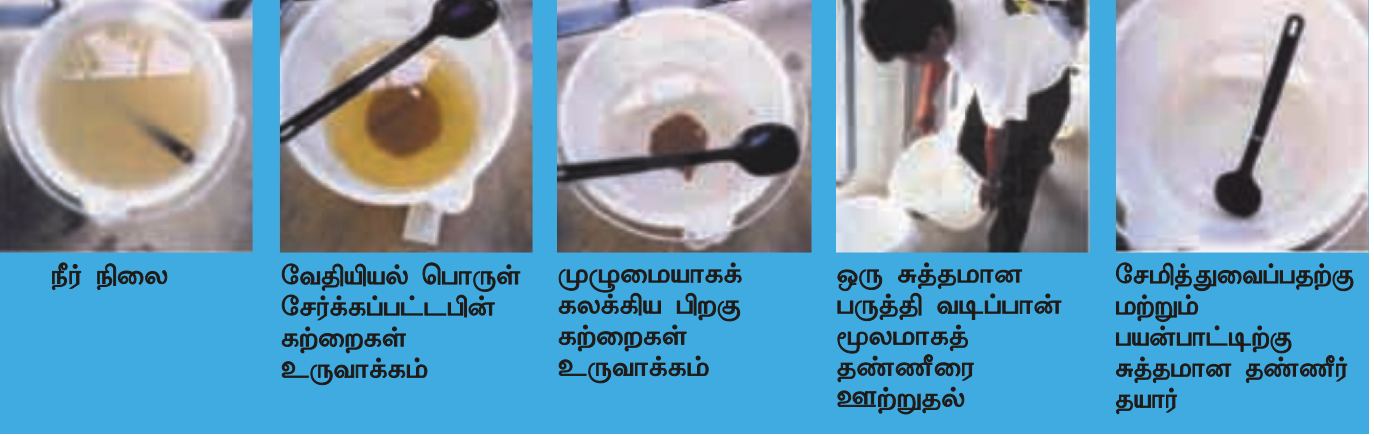 நீர் நிலை
வேதியியல் பொருள்
சேர்க்கப்பட்டபின்
கற்றைகள்
உருவாக்கம்
முழுமையாகக்
கலக்கிய பிறகு
கற்றைகள்
உருவாக்கம்
ஒரு சுத்தமான
பருத்தி வடிப்பான்
மூலமாகத்
தண்ணீரை
ஊற்றுதல்
சேமித்துவைப்பதற்கு
மற்றும்
பயன்பாட்டிற்கு
சுத்தமான தண்ணீர்
தயார்